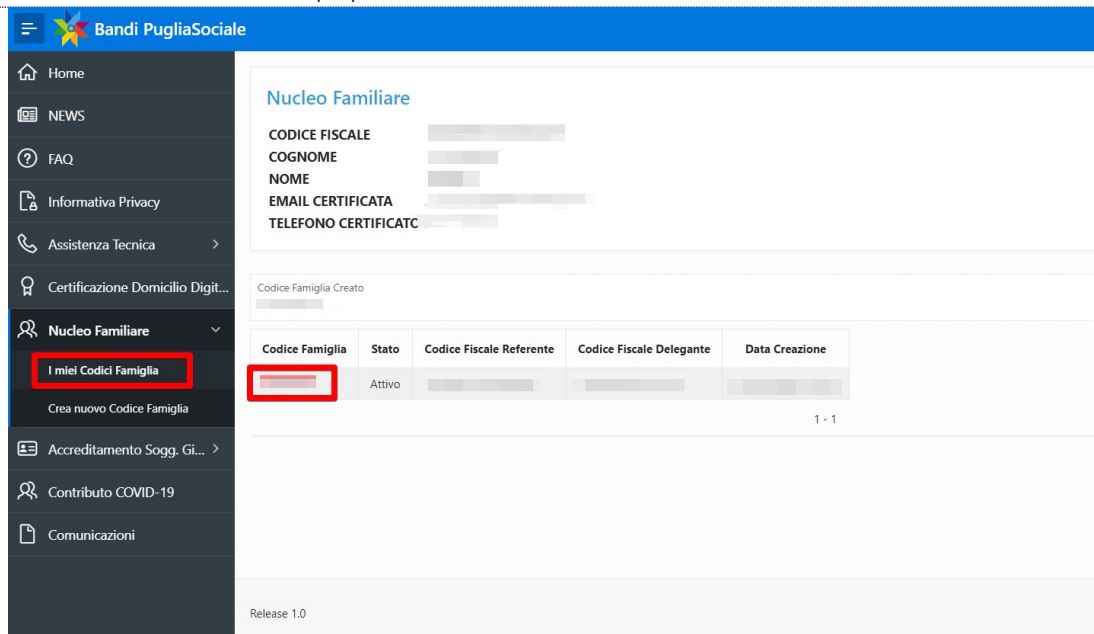 Bandi PugliaSociale
Home
NEWS
FAQ
Informativa Privacy
Assistenza Tecnica
Certificazione Domicilio Digit...
Nucleo Familiare
I miei Codici Famiglia
Crea nuovo Codice Famiglia
Accreditamento Sogg. Gi...
Contributo COVID-19
Comunicazioni
Nucleo Familiare
CODICE FISCALE
COGNOME
NOME
EMAIL CERTIFICATA
TELEFONO CERTIFICATO
Codice Famiglia Creato
Codice Famiglia Stato Codice Fiscale Referente Codice Fiscale Delegante Data Creazione
Attivo
1 - 1
Release 1.0